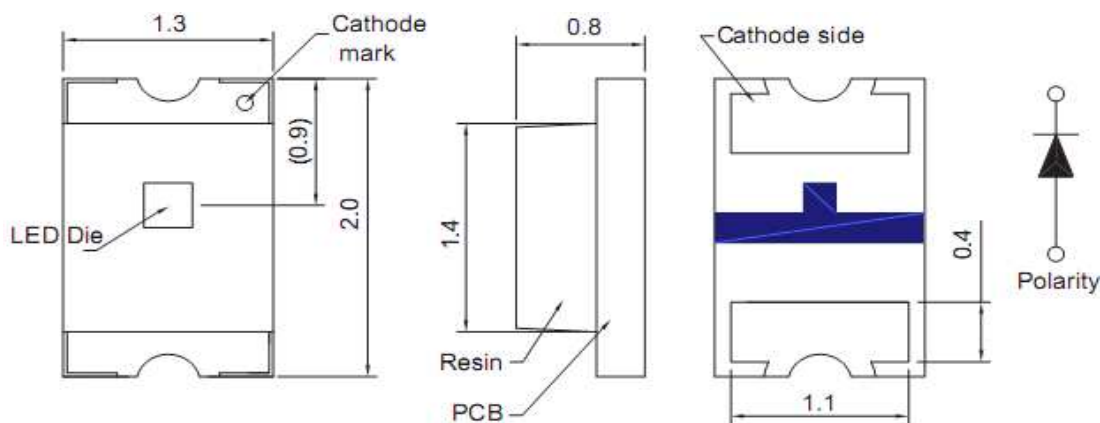 1.3
Cathode
mark
(0.9)
2.0
LED Die
0.8
1.4
Resin
PCB
Cathode side
0.4
1.1
Polarity